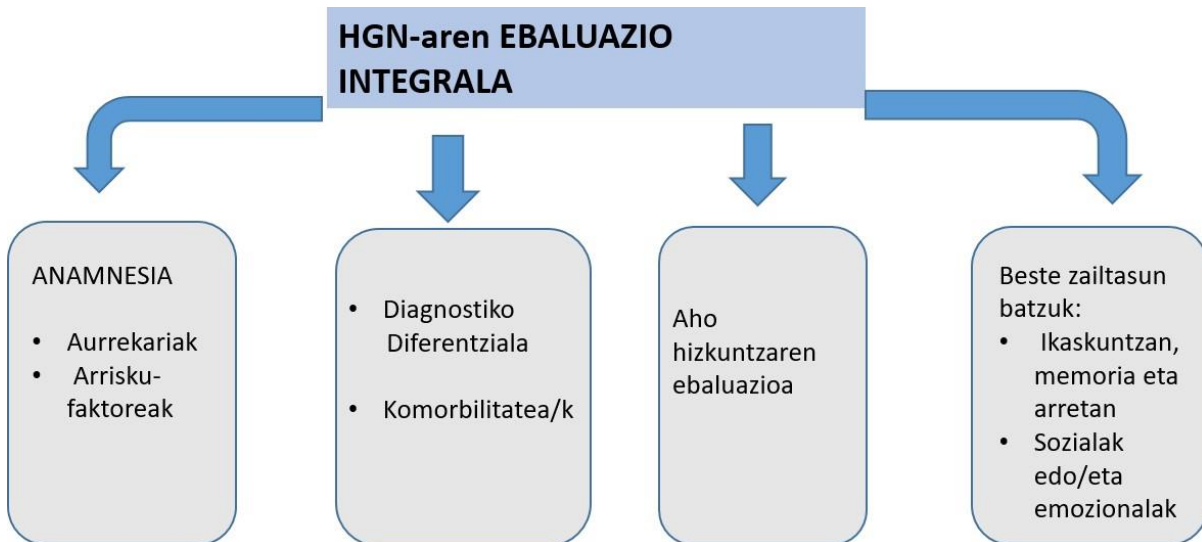 HGN-aren EBALUAZIO
INTEGRALA
ANAMNESIA
• Aurrekariak
• Arrisku-
faktoreak
• Diagnostiko
Diferentziala
• Komorbilitatea/k
Aho
hizkuntzaren
ebaluazioa
Beste zailtasun
batzuk:
• Ikaskuntzan,
memoria eta
arretan
• Sozialak
edo/eta
emozionalak